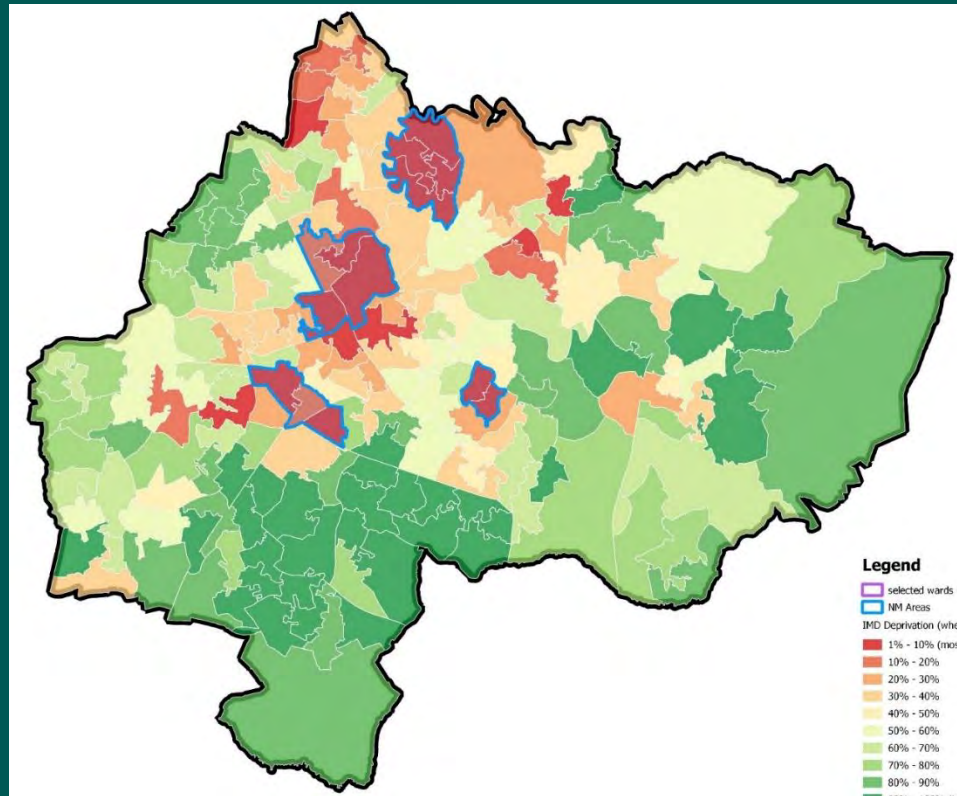 Legend
selected wards
NM Areas
IMD Deprivation (whe
1% - 10% (mos
10% - 20%
20% - 30%
30% - 40%
40% - 50%
50% - 60%
60% - 70%
70% - 80%
80% - 90%